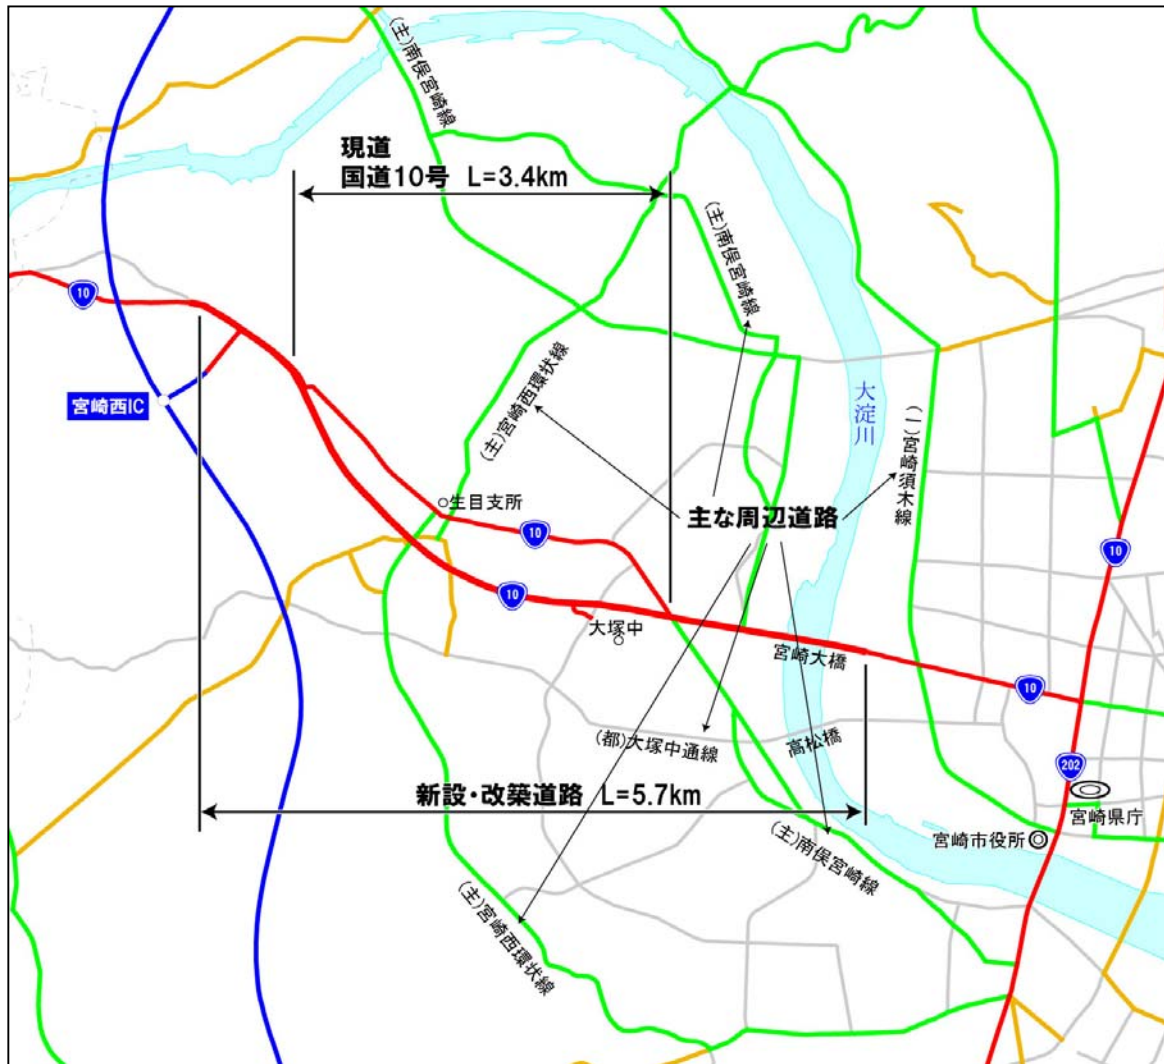 (主)南俣宮崎線
現道
国道10号 L=3.4km
(主)南俣宮崎線
10
宮崎西IC
(主)宮崎西環状線
大淀川
(一)宮崎須木線
生目支所
主な周辺道路
10
10
10
大塚中
宮崎大橋
10
(都)大塚中通線
高松橋
202
新設・改築道路 L=5.7km
宮崎県庁
宮崎市役所
(主)南俣宮崎線
(主)宮崎西環状線